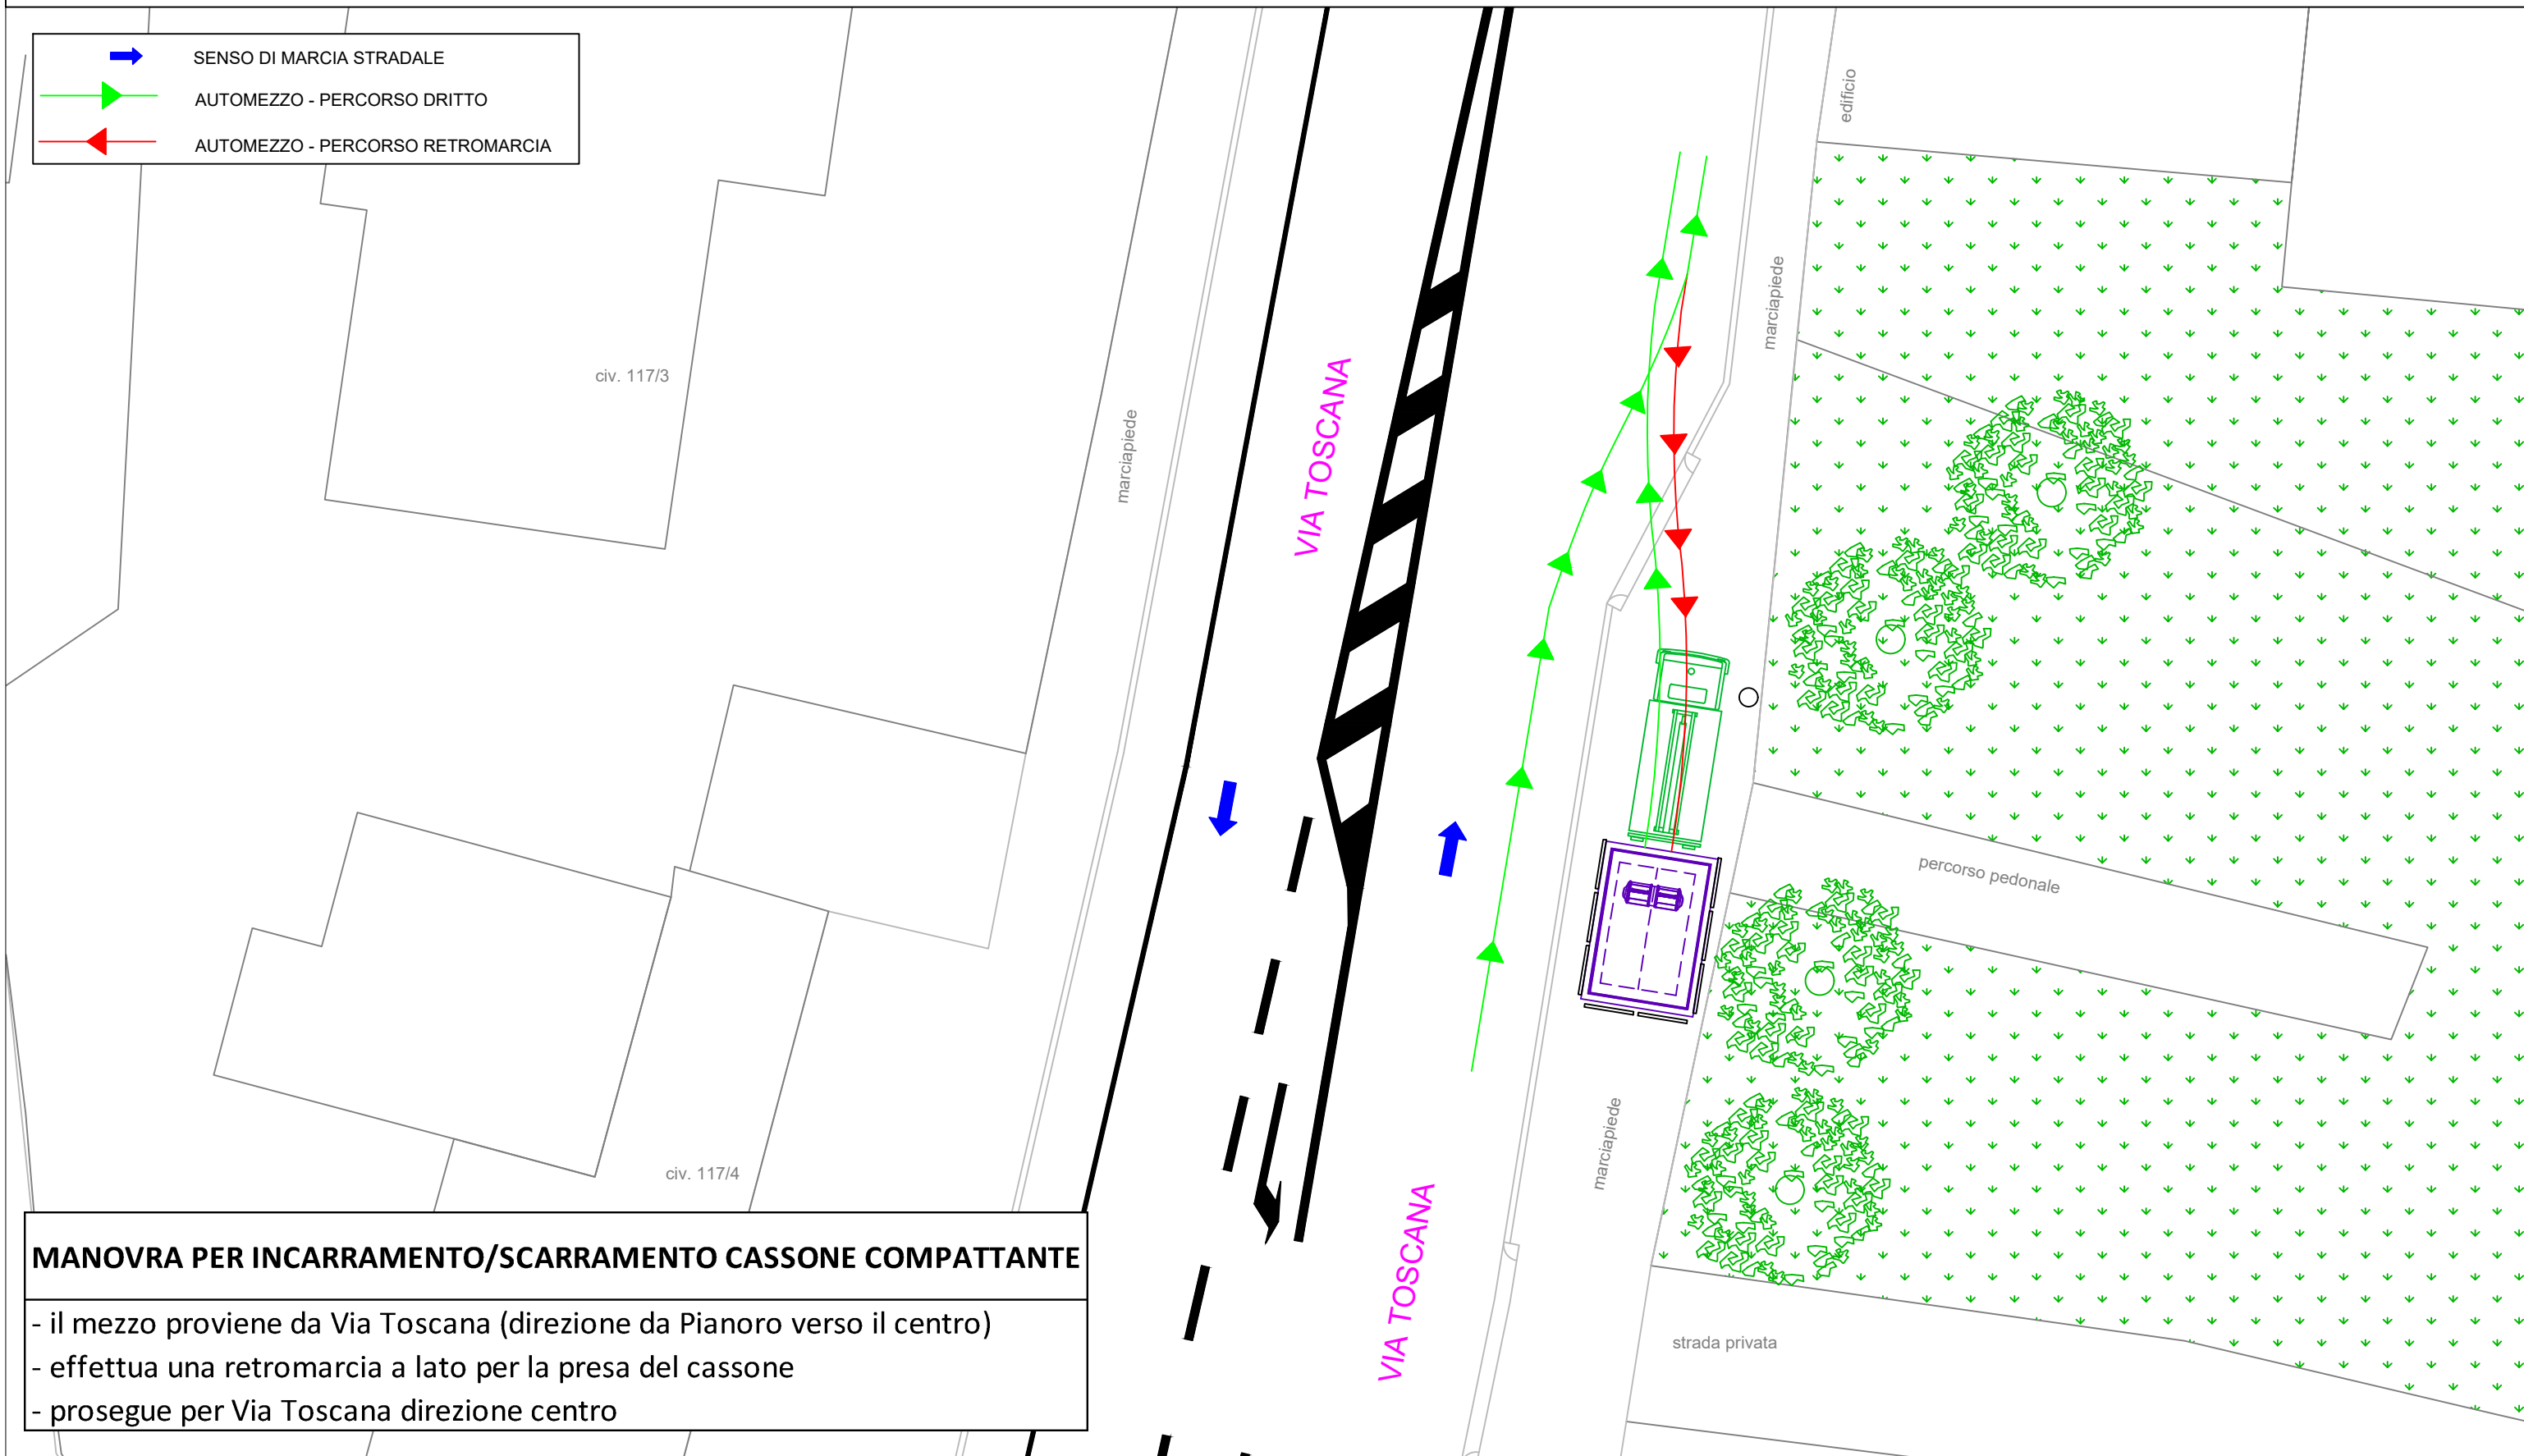 SENSO DI MARCIA STRADALE
AUTOMEZZO - PERCORSO DRITTO
AUTOMEZZO - PERCORSO RETROMARCIA
edificio
marciapiede
civ. 117/3
marciapiede
VIA TOSCANA
percorso pedonale
marciapiede
civ. 117/4
VIA TOSCANA
strada privata
MANOVRA PER INCARRAMENTO/SCARRAMENTO CASSONE COMPATTANTE
- il mezzo proviene da Via Toscana (direzione da Pianoro verso il centro)
- effettua una retromarcia a lato per la presa del cassone
- prosegue per Via Toscana direzione centro